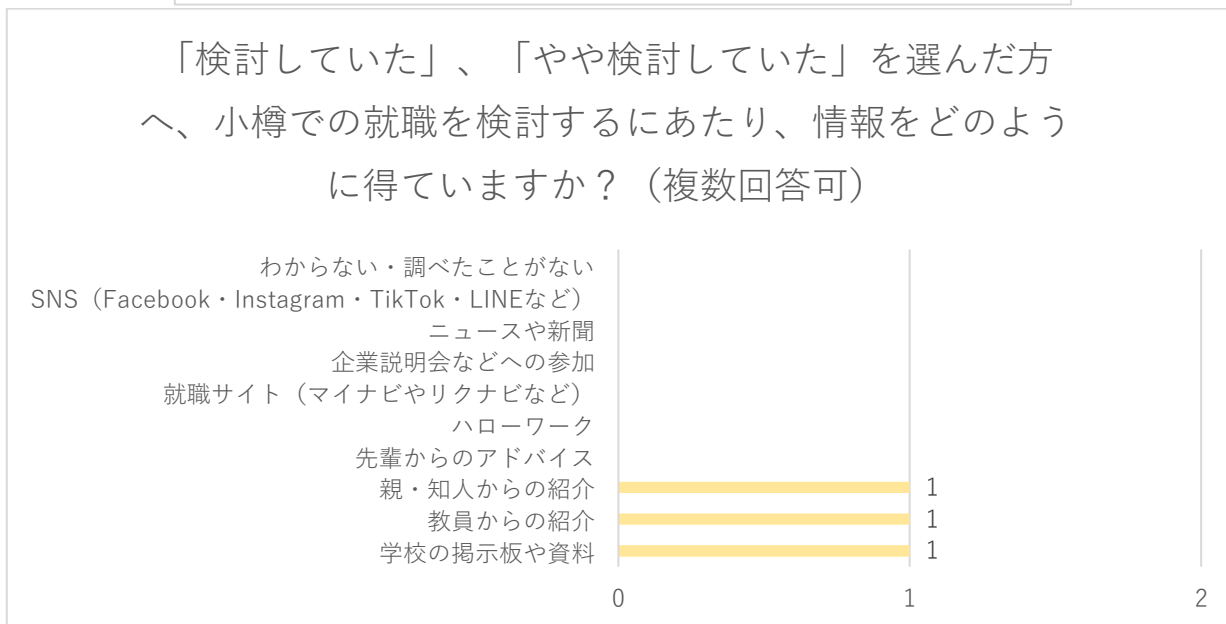 「検討していた」、「やや検討していた」を選んだ方
へ、小樽での就職を検討するにあたり、情報をどのよう
に得ていますか？（複数回答可）
わからない・調べたことがない
SNS（Facebook・Instagram・TikTok・LINEなど）
ニュースや新聞
企業説明会などへの参加
就職サイト（マイナビやリクナビなど）
ハローワーク
先輩からのアドバイス
親・知人からの紹介 1
教員からの紹介 1
学校の掲示板や資料 1
0 1 2